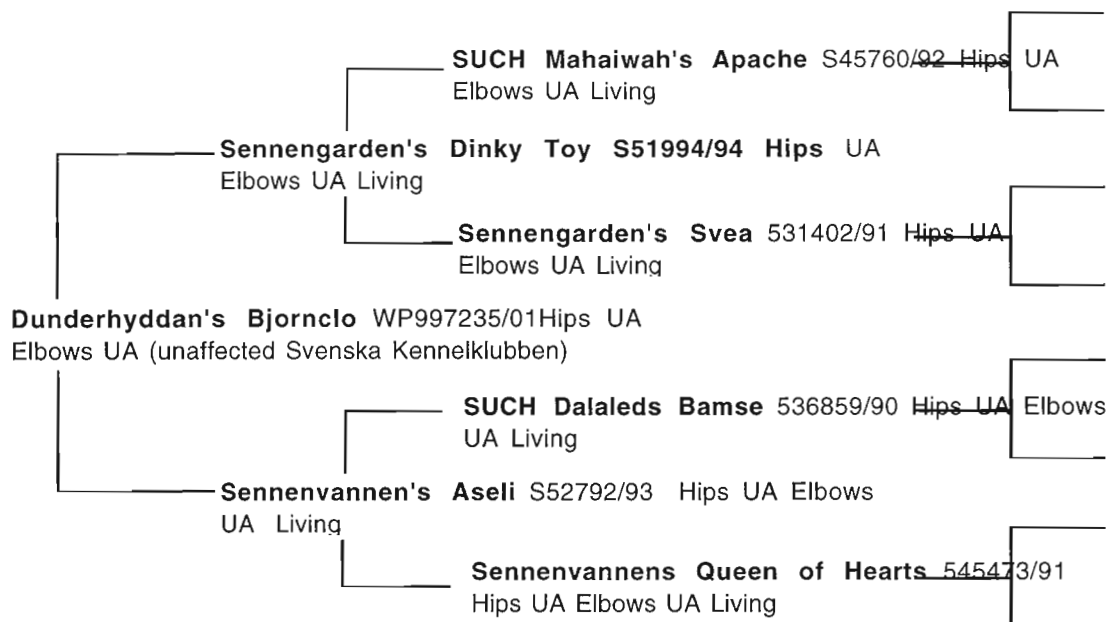 SUCH Mahaiwah's Apache S45760/92 Hips UA
Elbows UA Living
Sennengarden's Dinky Toy S51994/94 Hips UA
Elbows UA Living
Sennengarden's Svea 531402/91 Hips UA
Elbows UA Living
Dunderhyddan's Bjornclo WP997235/01Hips UA
Elbows UA (unaffected Svenska Kennelklubben)
SUCH Dalaleds Bamse 536859/90 Hips UA Elbows
UA Living
Sennenvannen's Aseli S52792/93 Hips UA Elbows
UA Living
Sennenvannens Queen of Hearts 545473/91
Hips UA Elbows UA Living